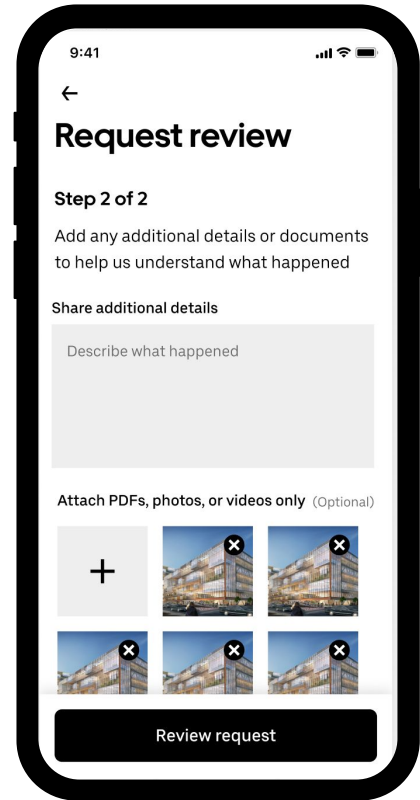 9:41
Request review
Step 2 of 2
Add any additional details or documents
to help us understand what happened
Share additional details
Describe what happened
Attach PDFs, photos, or videos only (Optional)
Review request